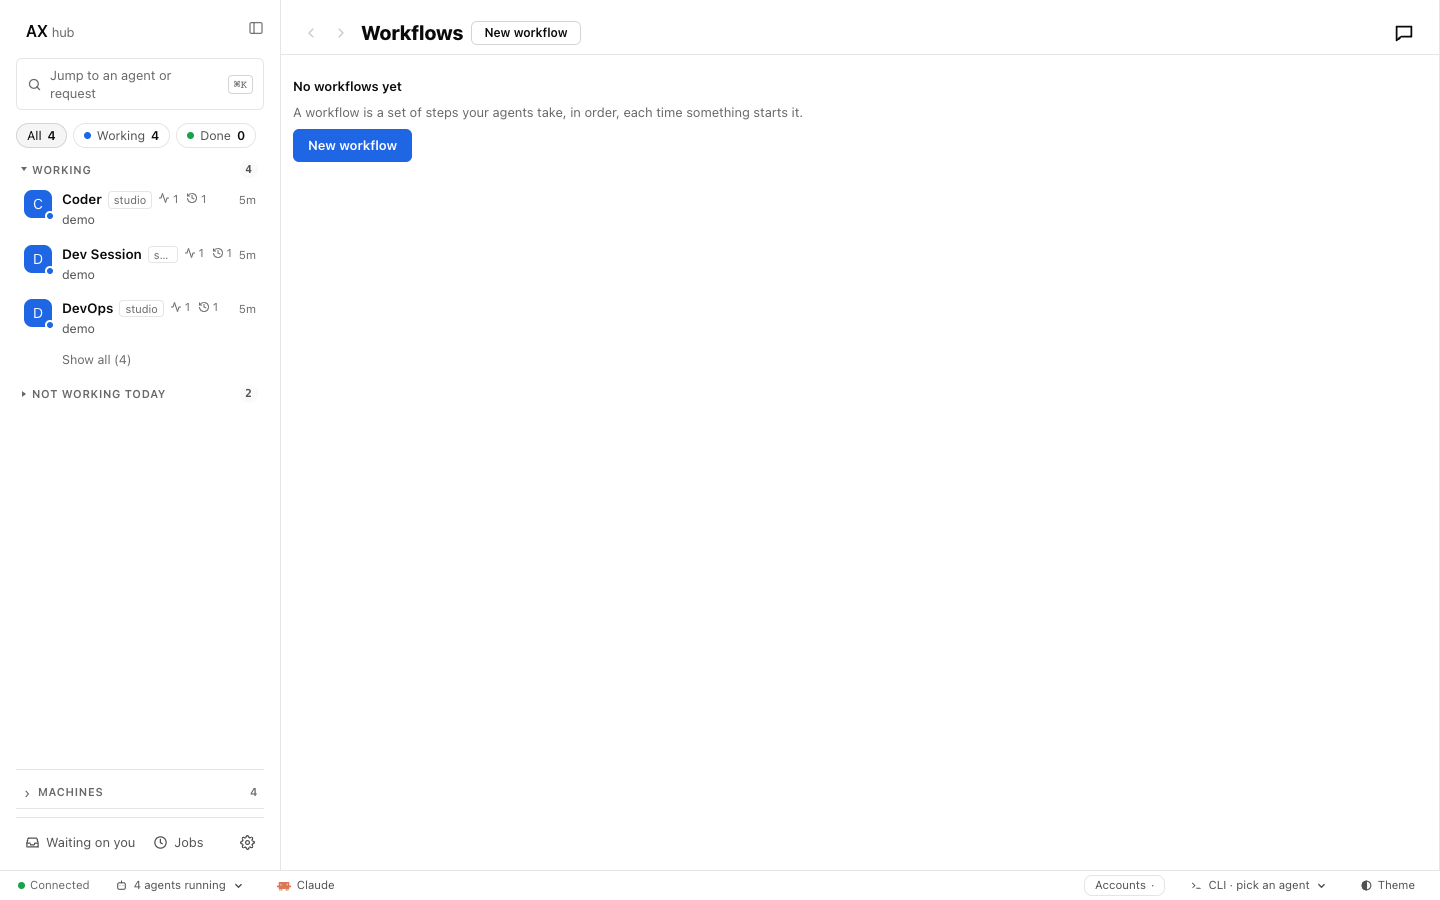 AX hub
Jump to an agent or
request
⌘K
All 4
Working 4
Done 0
WORKING 4
Coder studio 1 1 5m
demo
Dev Session s... 1 1 5m
demo
DevOps studio 1 1 5m
demo
Show all (4)
NOT WORKING TODAY 2
MACHINES 4
Waiting on you
Jobs
Workflows
New workflow
No workflows yet
A workflow is a set of steps your agents take, in order, each time something starts it.
New workflow
Connected
4 agents running
Claude
Accounts ·
CLI · pick an agent
Theme